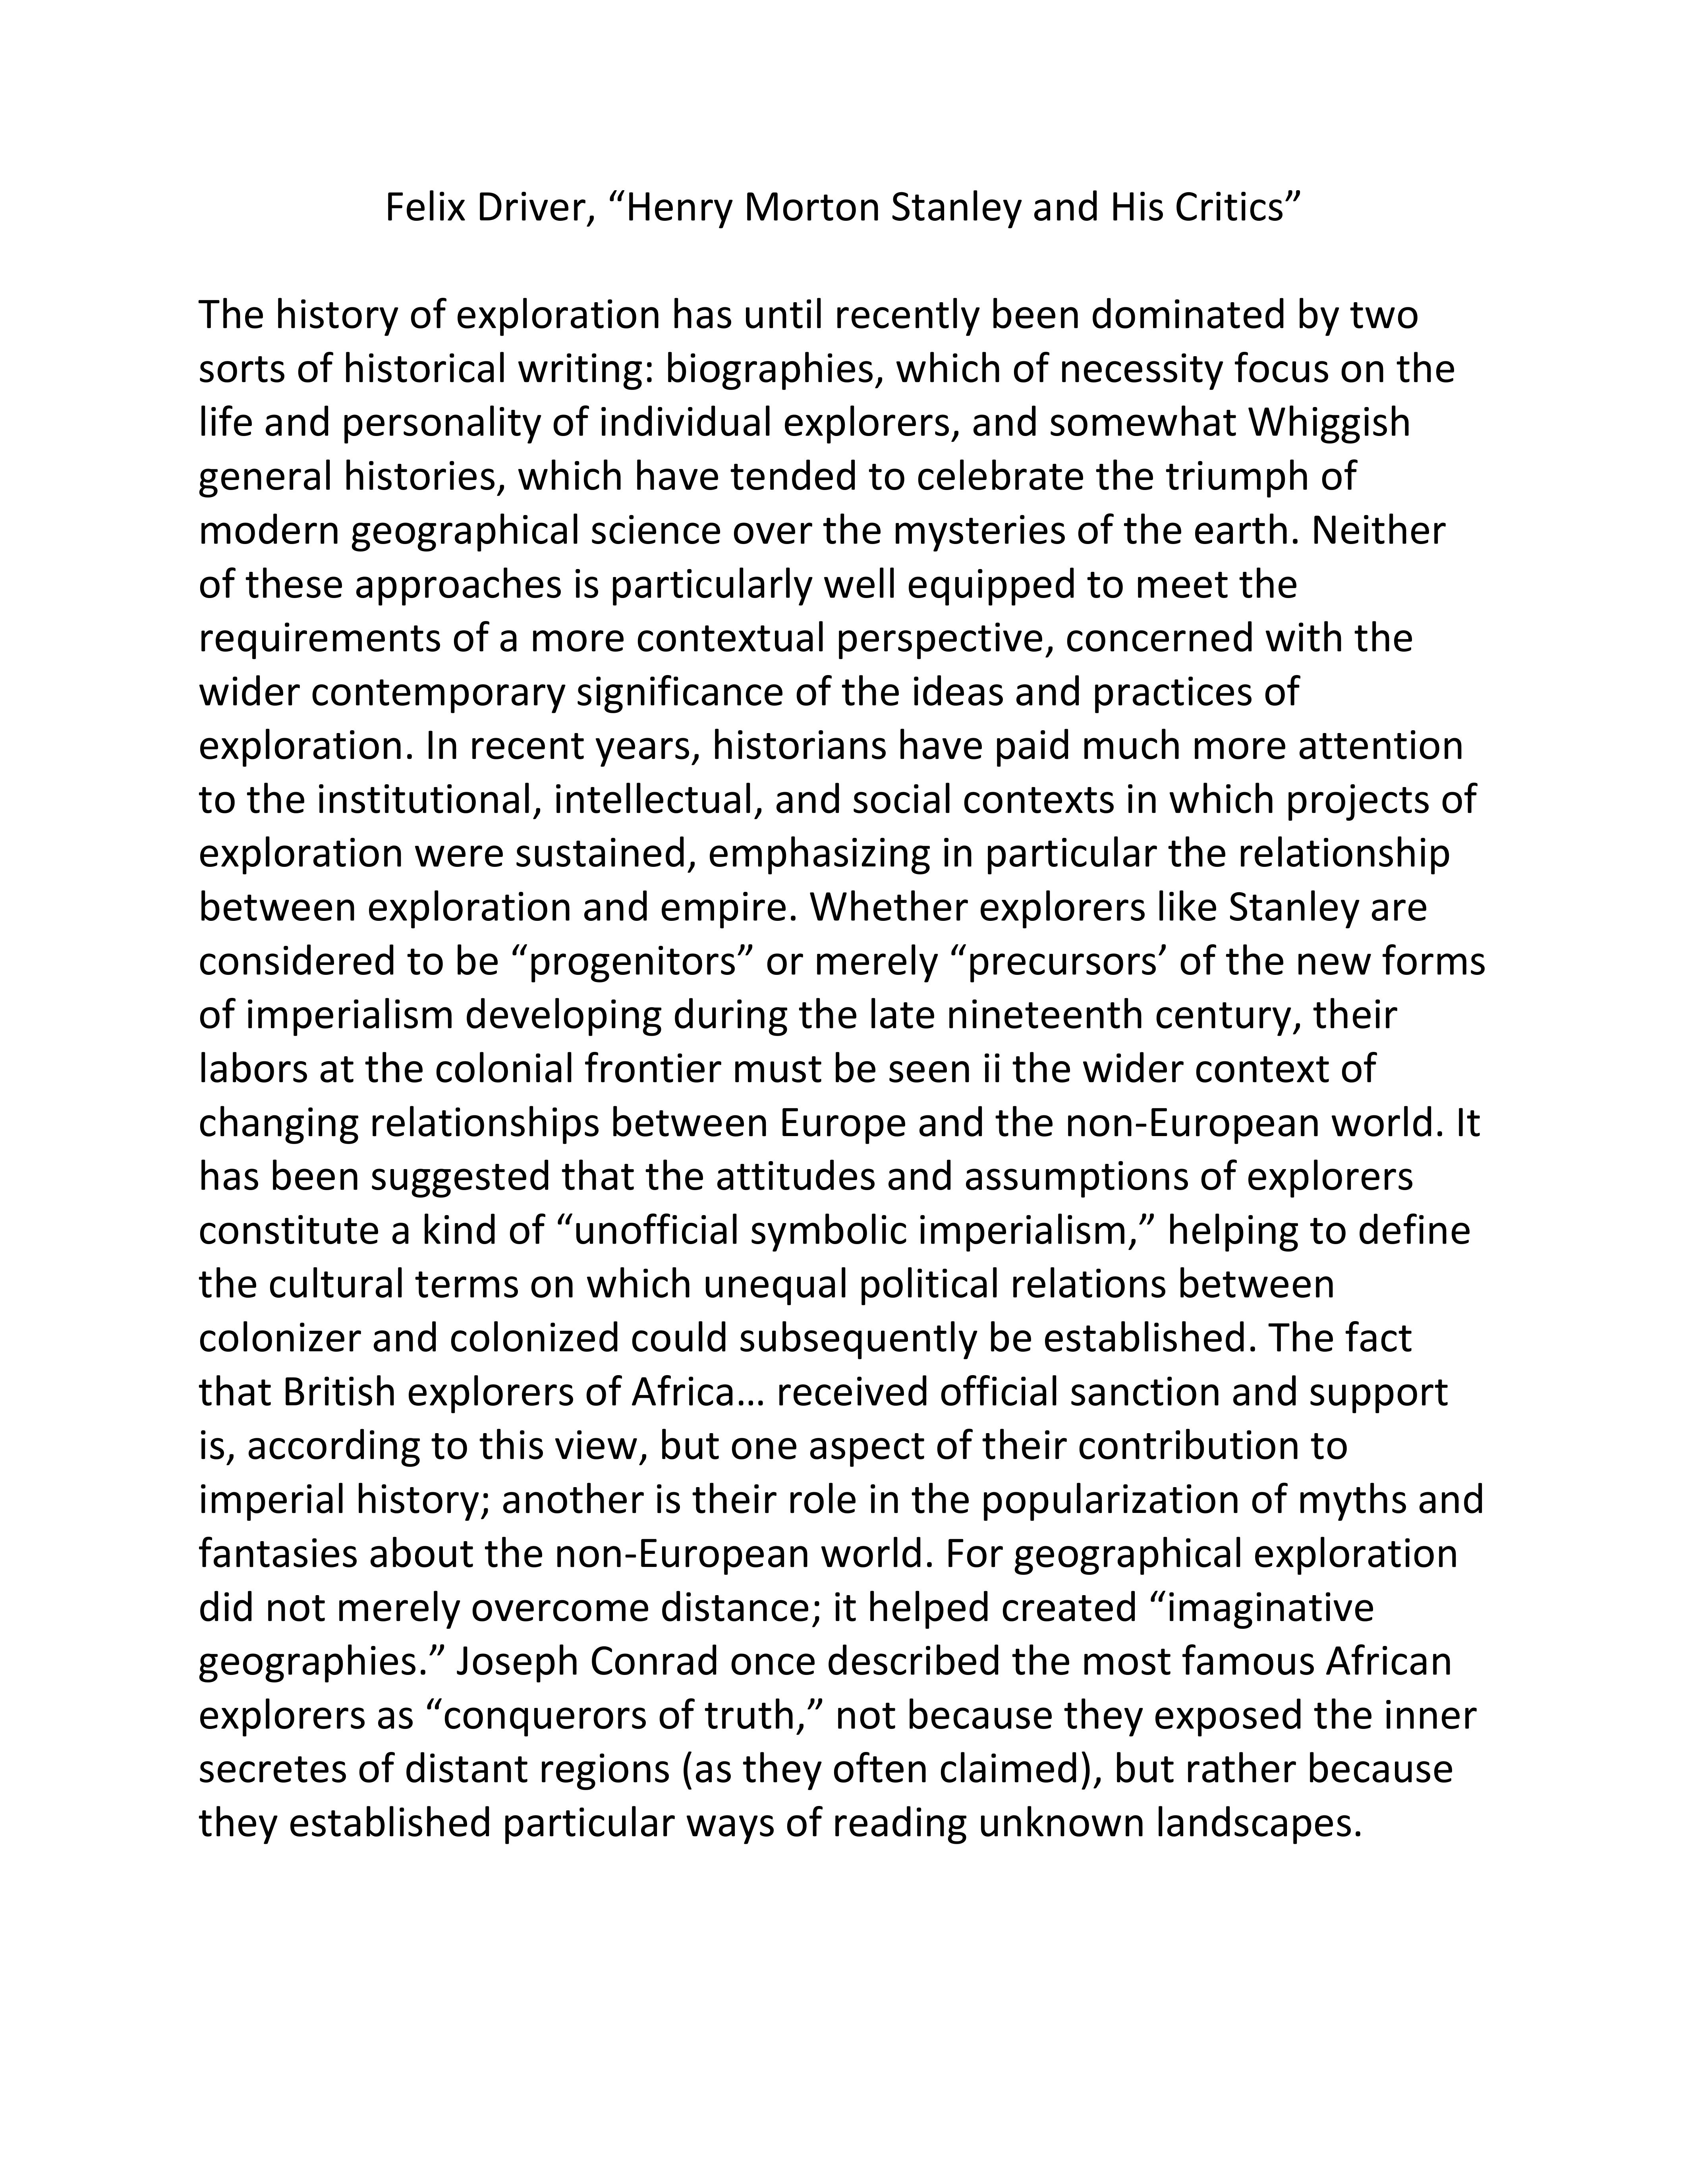 Felix Driver, “Henry Morton Stanley and His Critics”
The history of exploration has until recently been dominated by two
sorts of historical writing: biographies, which of necessity focus on the
life and personality of individual explorers, and somewhat Whiggish
general histories, which have tended to celebrate the triumph of
modern geographical science over the mysteries of the earth. Neither
of these approaches is particularly well equipped to meet the
requirements of a more contextual perspective, concerned with the
wider contemporary significance of the ideas and practices of
exploration. In recent years, historians have paid much more attention
to the institutional, intellectual, and social contexts in which projects of
exploration were sustained, emphasizing in particular the relationship
between exploration and empire. Whether explorers like Stanley are
considered to be “progenitors” or merely “precursors’ of the new forms
of imperialism developing during the late nineteenth century, their
labors at the colonial frontier must be seen ii the wider context of
changing relationships between Europe and the non-European world. It
has been suggested that the attitudes and assumptions of explorers
constitute a kind of “unofficial symbolic imperialism,” helping to define
the cultural terms on which unequal political relations between
colonizer and colonized could subsequently be established. The fact
that British explorers of Africa… received official sanction and support
is, according to this view, but one aspect of their contribution to
imperial history; another is their role in the popularization of myths and
fantasies about the non-European world. For geographical exploration
did not merely overcome distance; it helped created “imaginative
geographies.” Joseph Conrad once described the most famous African
explorers as “conquerors of truth,” not because they exposed the inner
secretes of distant regions (as they often claimed), but rather because
they established particular ways of reading unknown landscapes.